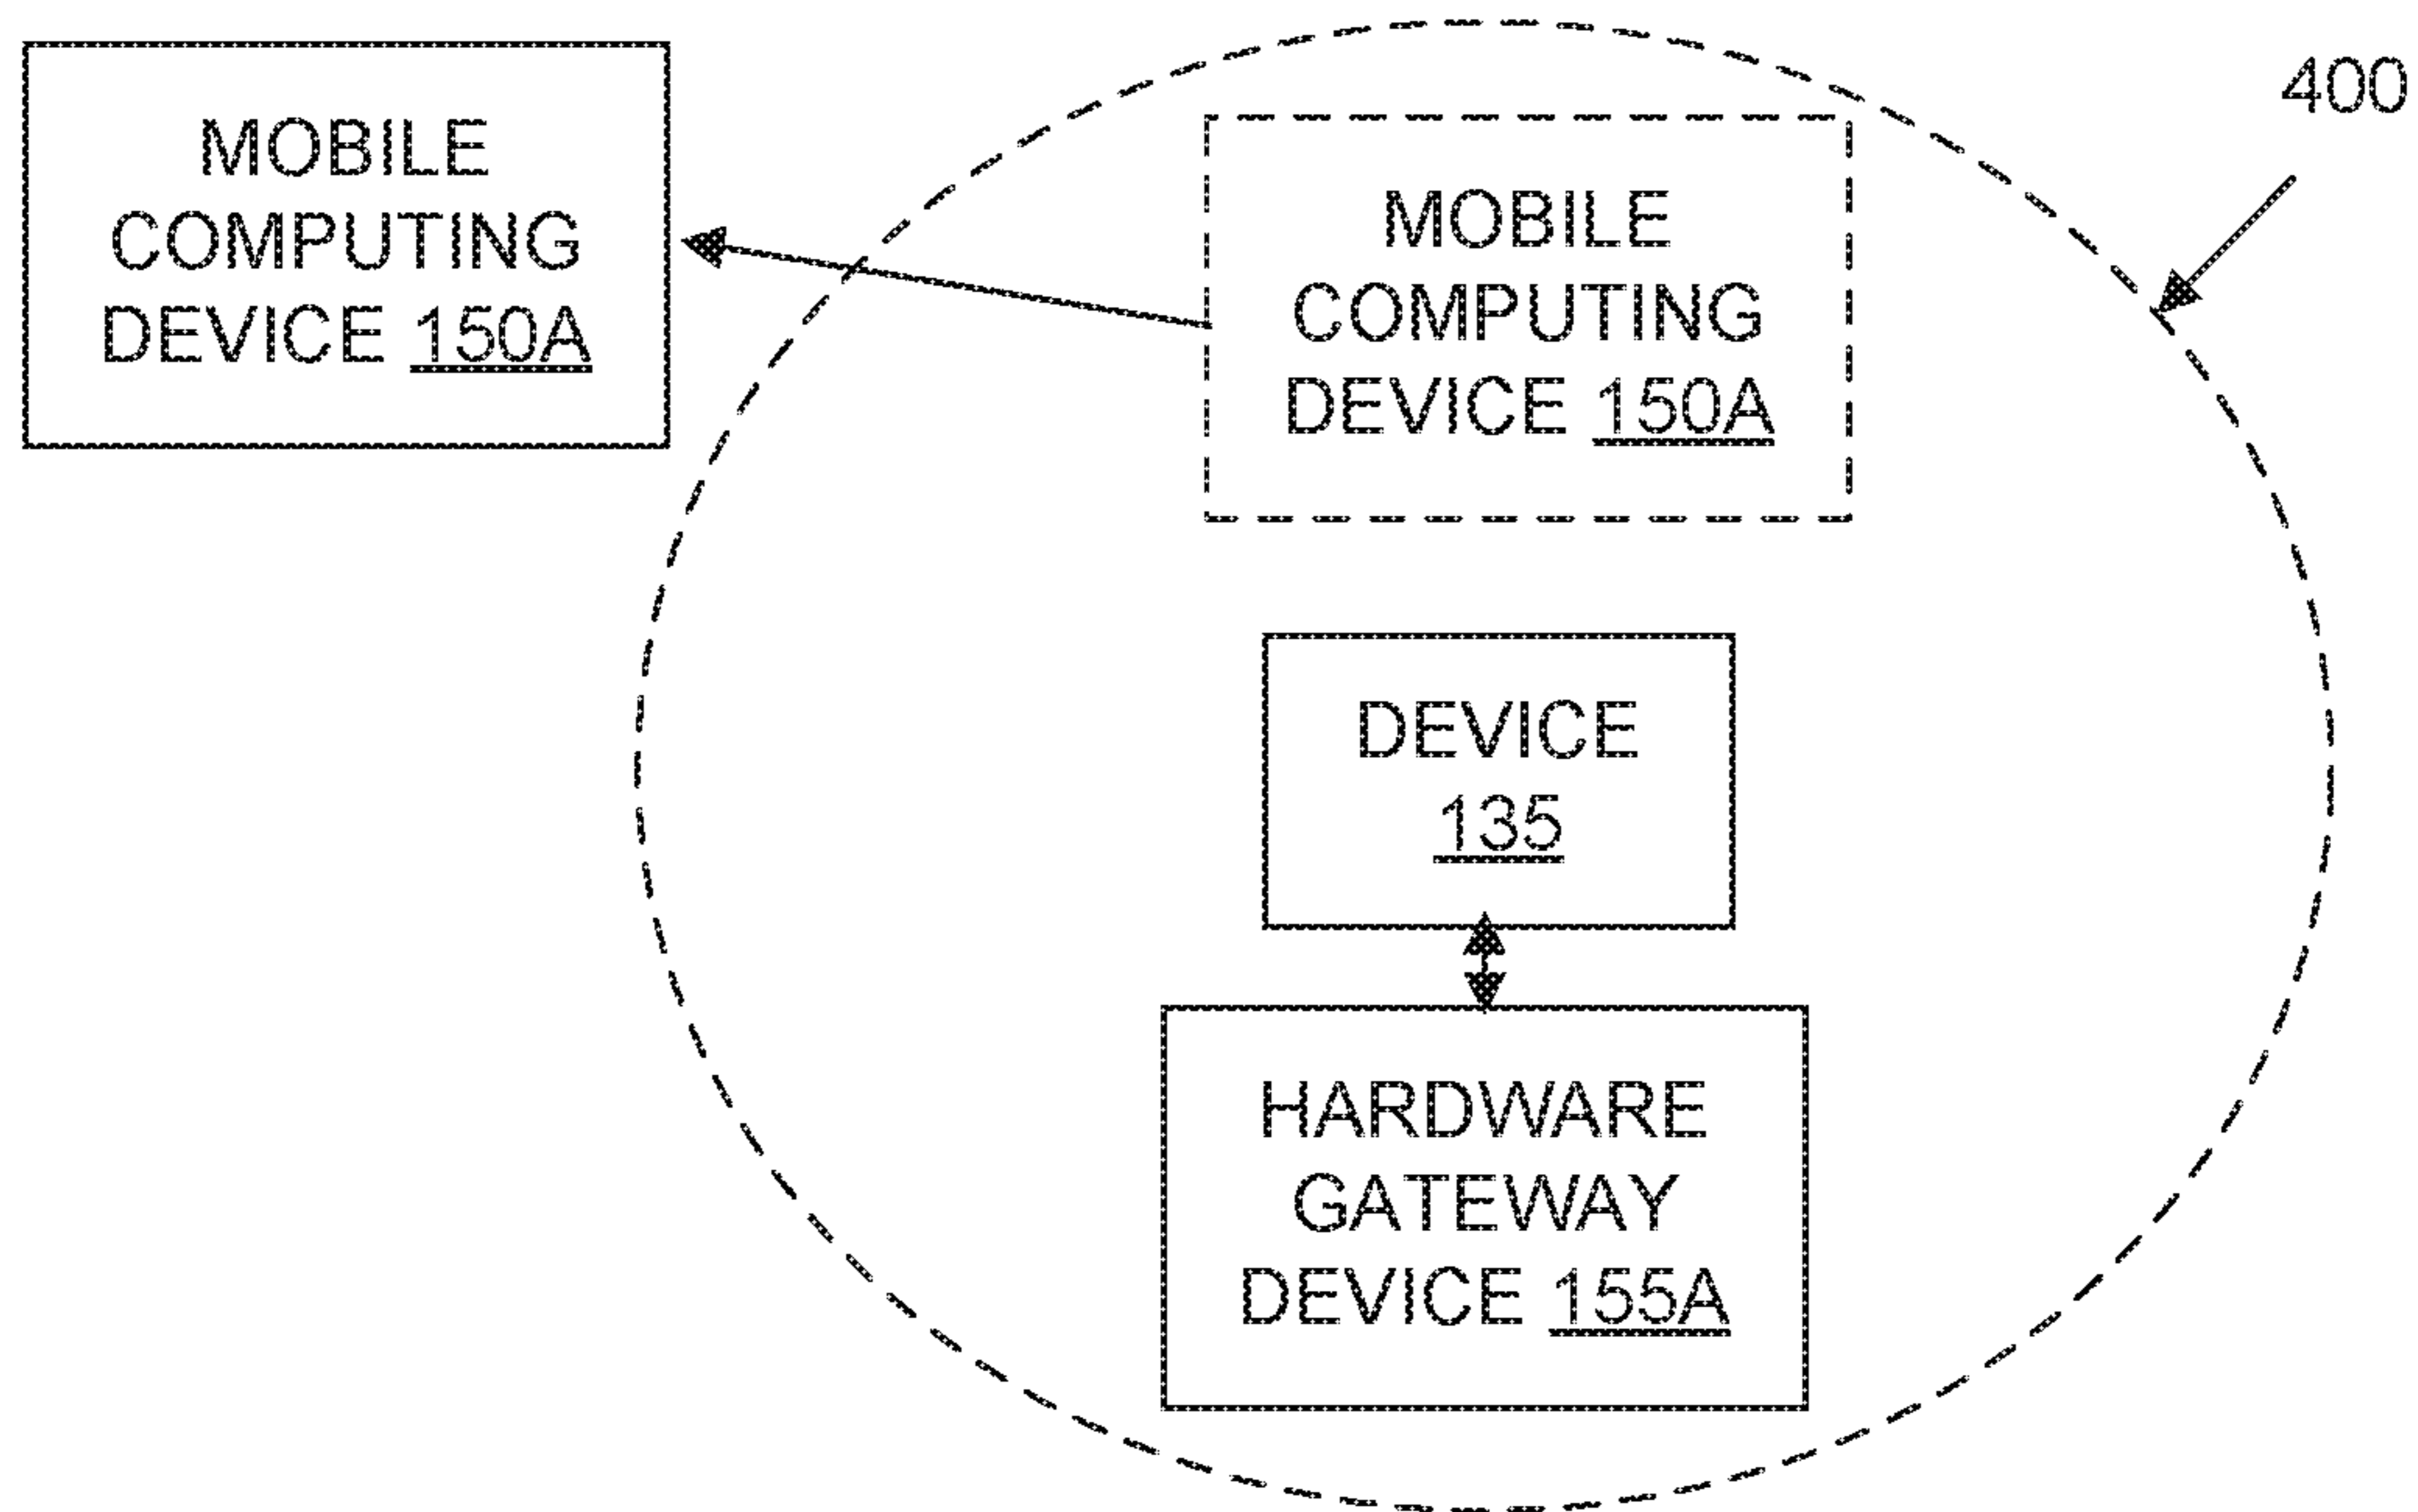 MOBILE
COMPUTING
DEVICE 150A
400
MOBILE
COMPUTING
DEVICE 150A
DEVICE
135
HARDWARE
GATEWAY
DEVICE 155A